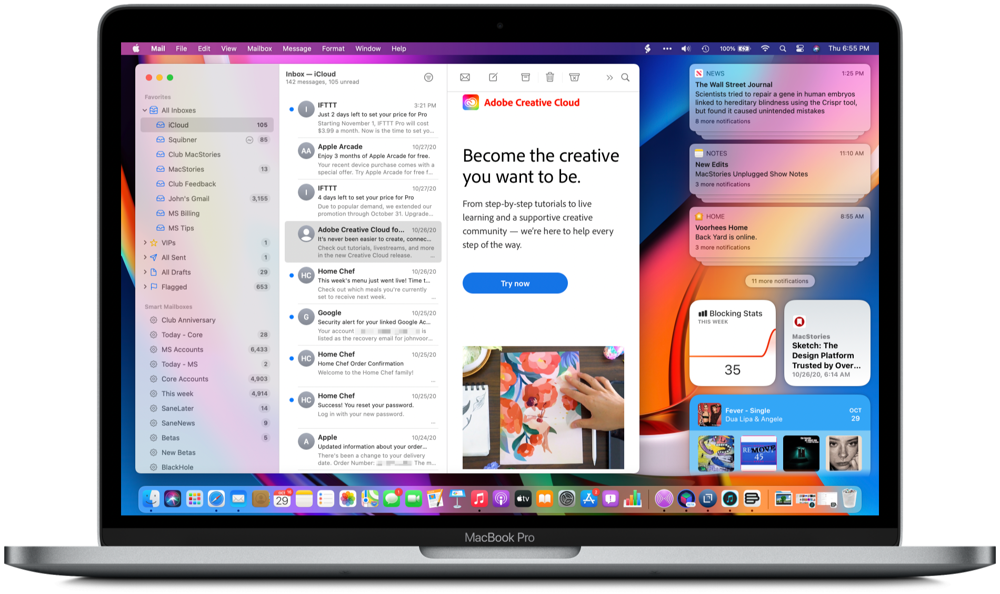 Mail File Edit View Mailbox Message Format Window Help
100% Thu 6:55 PM
Favorites
All Inboxes
iCloud 105
Squibner 85
Club MacStories
MacStories 13
Club Feedback
John's Gmail 3,155
MS Billing
MS Tips
VIPs 1
All Sent 1
All Drafts 29
Flagged 653
Smart Mailboxes
Club Anniversary
Today - Core 28
MS Accounts 6,433
Today - MS 2
Core Accounts 4,903
This week 4,914
SaneLater 14
SaneNews 9
Betas 5
New Betas
BlackHole
Inbox — iCloud
142 messages, 105 unread
I
IFTTT 3:21 PM
Just 2 days left to set your price for Pro
Starting November 1, IFTTT Pro will cost
$3.99 a month. Now is the time to set yo...
AA
Apple Arcade 10/27/20
Enjoy 3 months of Apple Arcade for free.
Your recent device purchase comes with a
special offer. Try Apple Arcade for free f...
I
IFTTT 10/27/20
4 days left to set your price for Pro
Due to popular demand, we extended our
promotion through October 31. Upgrade...
Adobe Creative Cloud fo... 10/26/20
It's never been easier to create, connec...
Check out tutorials, livestreams, and more
in the new Creative Cloud release. ...
HC
Home Chef 10/26/20
This week's menu just went live! Time t...
Check out which meals you're currently
set to receive next week. ...
G
Google 10/25/20
Security alert for your linked Google Ac...
Your account is
listed as the recovery email for johnvoor...
HC
Home Chef 10/25/20
Home Chef Order Confirmation
Welcome to the Home Chef family!
...
HC
Home Chef 10/25/20
Success! You reset your password.
Log in with your new password.
...
A
Apple 10/24/20
Updated information about your order...
There's been a change to your delivery
date. Order Number: The m...
Adobe Creative Cloud
Become the creative
you want to be.
From step-by-step tutorials to live
learning and a supportive creative
community — we're here to help every
step of the way.
Try now
NEWS 1:25 PM
The Wall Street Journal
Scientists tried to repair a gene in human embryos
linked to hereditary blindness using the Crispr tool,
but found it caused unintended mistakes
8 more notifications
NOTES 11:10 AM
New Edits
MacStories Unplugged Show Notes
3 more notifications
HOME 8:55 AM
Voorhees Home
Back Yard is online.
3 more notifications
11 more notifications
Blocking Stats
THIS WEEK
35
MacStories
Sketch: The
Design Platform
Trusted by Over...
10/26/20, 6:14 AM
Fever - Single
Dua Lipa & Angele
OCT
29
REMOVE
45
OCT 16
29
1
tv
2
BETA
MacBook Pro